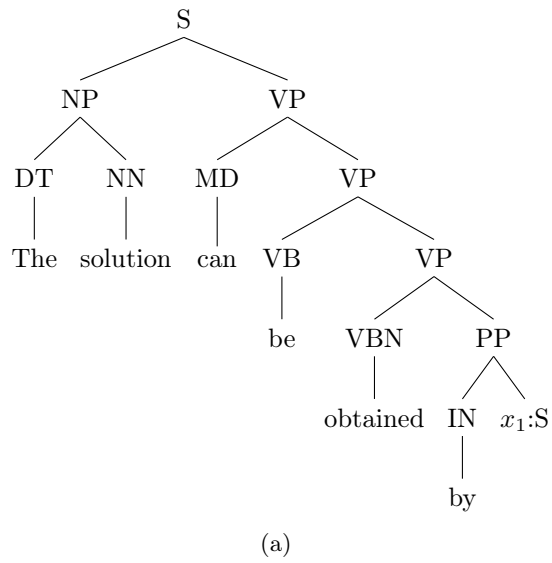 S
NP VP
DT NN MD VP
The solution can VB VP
be VBN PP
obtained IN x₁:S
by
(a)